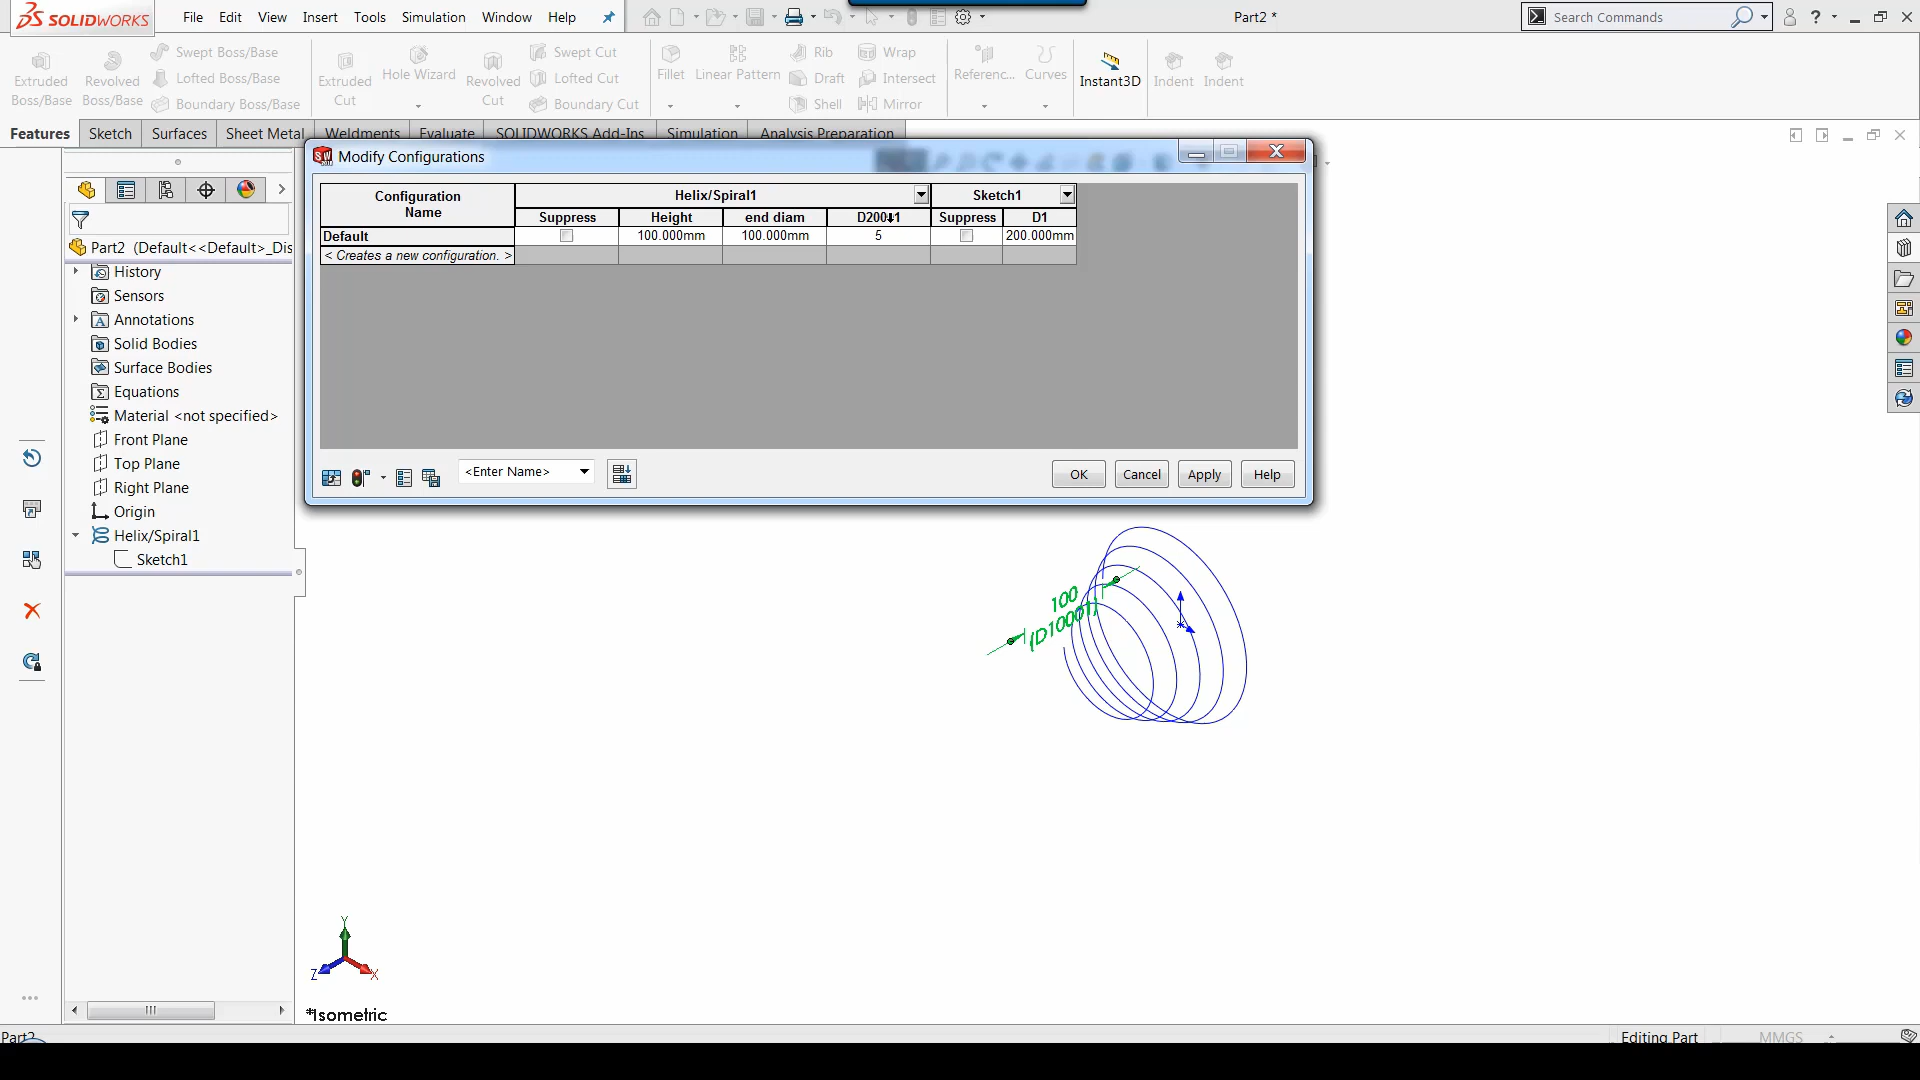 SOLIDWORKS
File Edit View Insert Tools Simulation Window Help
Part2 *
Search Commands
Extruded Boss/Base
Revolved Boss/Base
Swept Boss/Base
Lofted Boss/Base
Boundary Boss/Base
Extruded Cut
Hole Wizard
Revolved Cut
Swept Cut
Lofted Cut
Boundary Cut
Fillet
Linear Pattern
Rib
Draft
Shell
Wrap
Intersect
Mirror
Referenc...
Curves
Instant3D
Indent
Indent
Features Sketch Surfaces Sheet Metal Weldments Evaluate SOLIDWORKS Add-Ins Simulation Analysis Preparation
Modify Configurations
Configuration Name Helix/Spiral1 Sketch1
Suppress Height end diam Suppress D1
Default 100.000mm 100.000mm 5 200.000mm
< Creates a new configuration. >
<Enter Name>
OK Cancel Apply Help
Part2 (Default<<Default>_Dis
History
Sensors
Annotations
Solid Bodies
Surface Bodies
Equations
Material <not specified>
Front Plane
Top Plane
Right Plane
Origin
Helix/Spiral1
Sketch1
100
(D10001)
Y
Z
X
*Isometric
Part2
Editing Part
MMGS